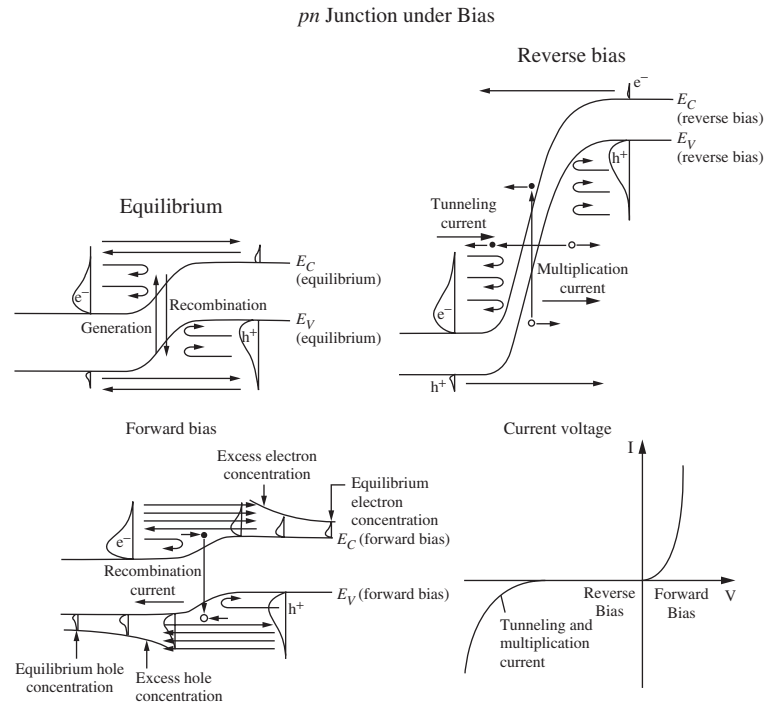 pn Junction under Bias
Reverse bias
e⁻
E_C
(reverse bias)
E_V
(reverse bias)
h⁺
Tunneling
current
Multiplication
current
e⁻
h⁺
Equilibrium
E_C
(equilibrium)
e⁻
Recombination
Generation
E_V
(equilibrium)
h⁺
Forward bias
Excess electron
concentration
Equilibrium
electron
concentration
E_C (forward bias)
e⁻
Recombination
current
E_V (forward bias)
h⁺
Equilibrium hole
concentration
Excess hole
concentration
Current voltage
I
Reverse
Bias
Forward
Bias
V
Tunneling and
multiplication
current